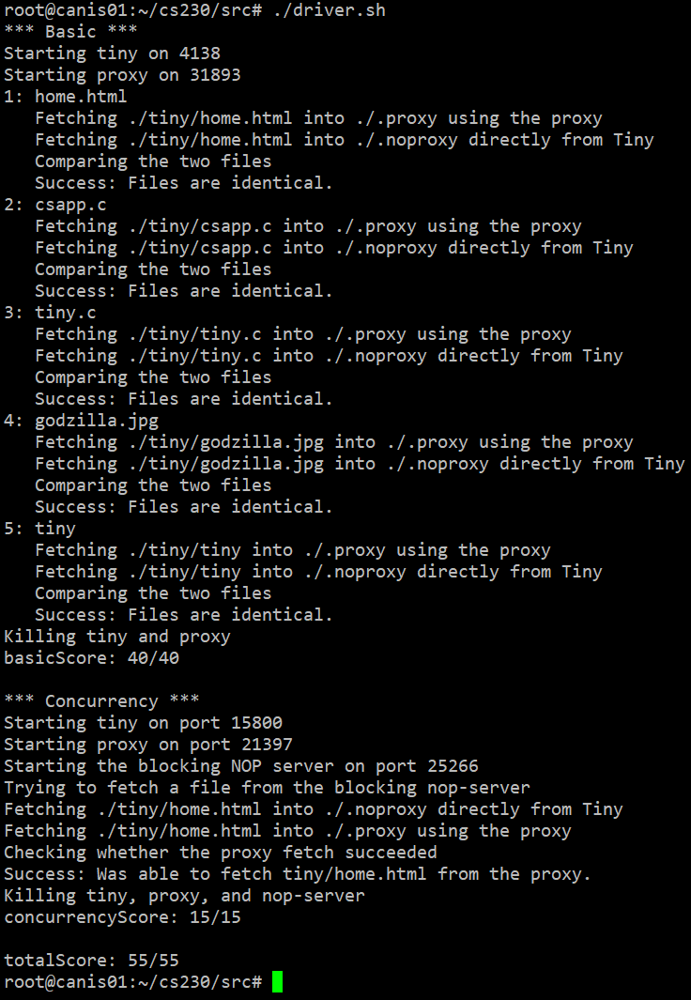 root@canis01:~/cs230/src# ./driver.sh
*** Basic ***
Starting tiny on 4138
Starting proxy on 31893
1: home.html
   Fetching ./tiny/home.html into ./.proxy using the proxy
   Fetching ./tiny/home.html into ./.noproxy directly from Tiny
   Comparing the two files
   Success: Files are identical.
2: csapp.c
   Fetching ./tiny/csapp.c into ./.proxy using the proxy
   Fetching ./tiny/csapp.c into ./.noproxy directly from Tiny
   Comparing the two files
   Success: Files are identical.
3: tiny.c
   Fetching ./tiny/tiny.c into ./.proxy using the proxy
   Fetching ./tiny/tiny.c into ./.noproxy directly from Tiny
   Comparing the two files
   Success: Files are identical.
4: godzilla.jpg
   Fetching ./tiny/godzilla.jpg into ./.proxy using the proxy
   Fetching ./tiny/godzilla.jpg into ./.noproxy directly from Tiny
   Comparing the two files
   Success: Files are identical.
5: tiny
   Fetching ./tiny/tiny into ./.proxy using the proxy
   Fetching ./tiny/tiny into ./.noproxy directly from Tiny
   Comparing the two files
   Success: Files are identical.
Killing tiny and proxy
basicScore: 40/40

*** Concurrency ***
Starting tiny on port 15800
Starting proxy on port 21397
Starting the blocking NOP server on port 25266
Trying to fetch a file from the blocking nop-server
Fetching ./tiny/home.html into ./.noproxy directly from Tiny
Fetching ./tiny/home.html into ./.proxy using the proxy
Checking whether the proxy fetch succeeded
Success: Was able to fetch tiny/home.html from the proxy.
Killing tiny, proxy, and nop-server
concurrencyScore: 15/15

totalScore: 55/55
root@canis01:~/cs230/src#